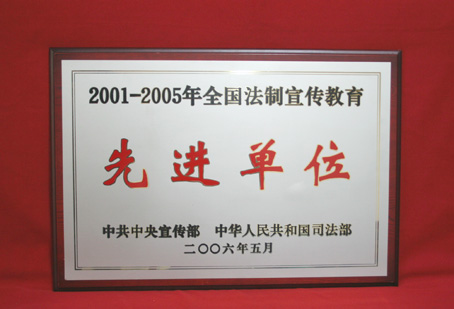 2001-2005年全国法制宣传教育
先进单位
中共中央宣传部 中华人民共和国司法部
二〇〇六年五月